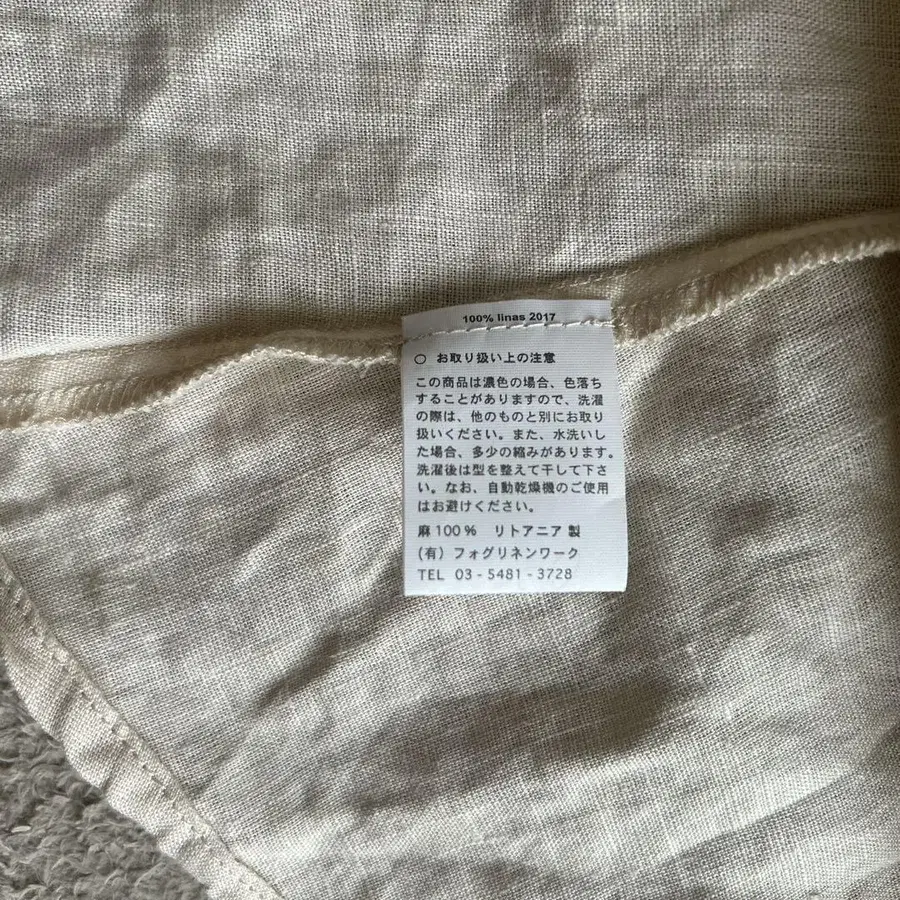 100% linas 2017
○ お取り扱い上の注意
この商品は濃色の場合、色落ち
することがありますので、洗濯
の際は、他のものと別にお取り
扱いください。また、水洗いし
た場合、多少の縮みがあります。
洗濯後は型を整えて干して下さ
い。なお、自動乾燥機のご使用
はお避けください。
麻100% リトアニア製
(有) フォグリネンワーク
TEL 03-5481-3728